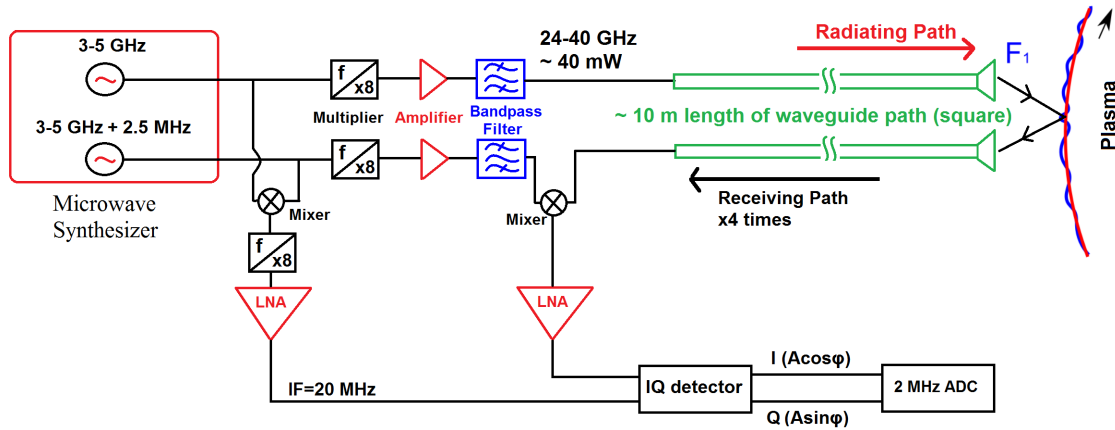 3-5 GHz
3-5 GHz + 2.5 MHz
Microwave
Synthesizer
f
x8
Multiplier
Amplifier
Bandpass
Filter
24-40 GHz
~ 40 mW
Radiating Path
F1
Plasma
~ 10 m length of waveguide path (square)
f
x8
Mixer
Mixer
Receiving Path
x4 times
f
x8
LNA
LNA
IF=20 MHz
IQ detector
I (Acosφ)
Q (Asinφ)
2 MHz ADC